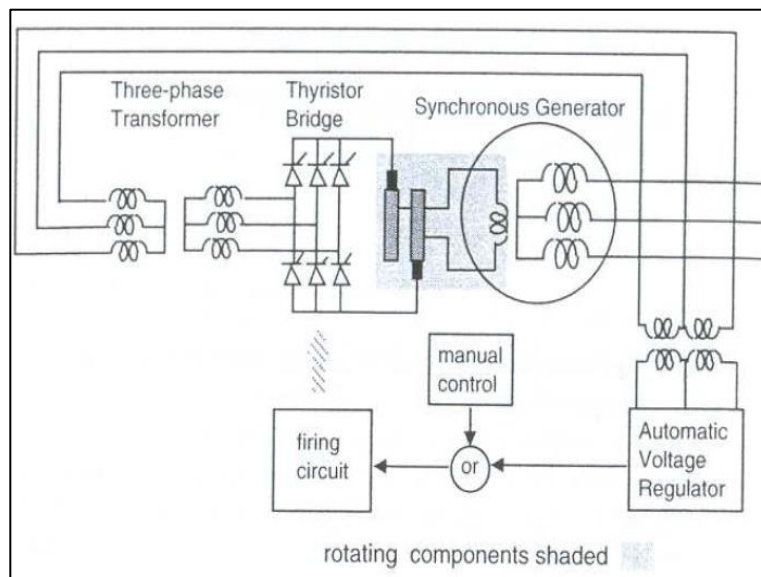 Three-phase
Transformer
Thyristor
Bridge
Synchronous Generator
manual
control
firing
circuit
or
Automatic
Voltage
Regulator
rotating components shaded